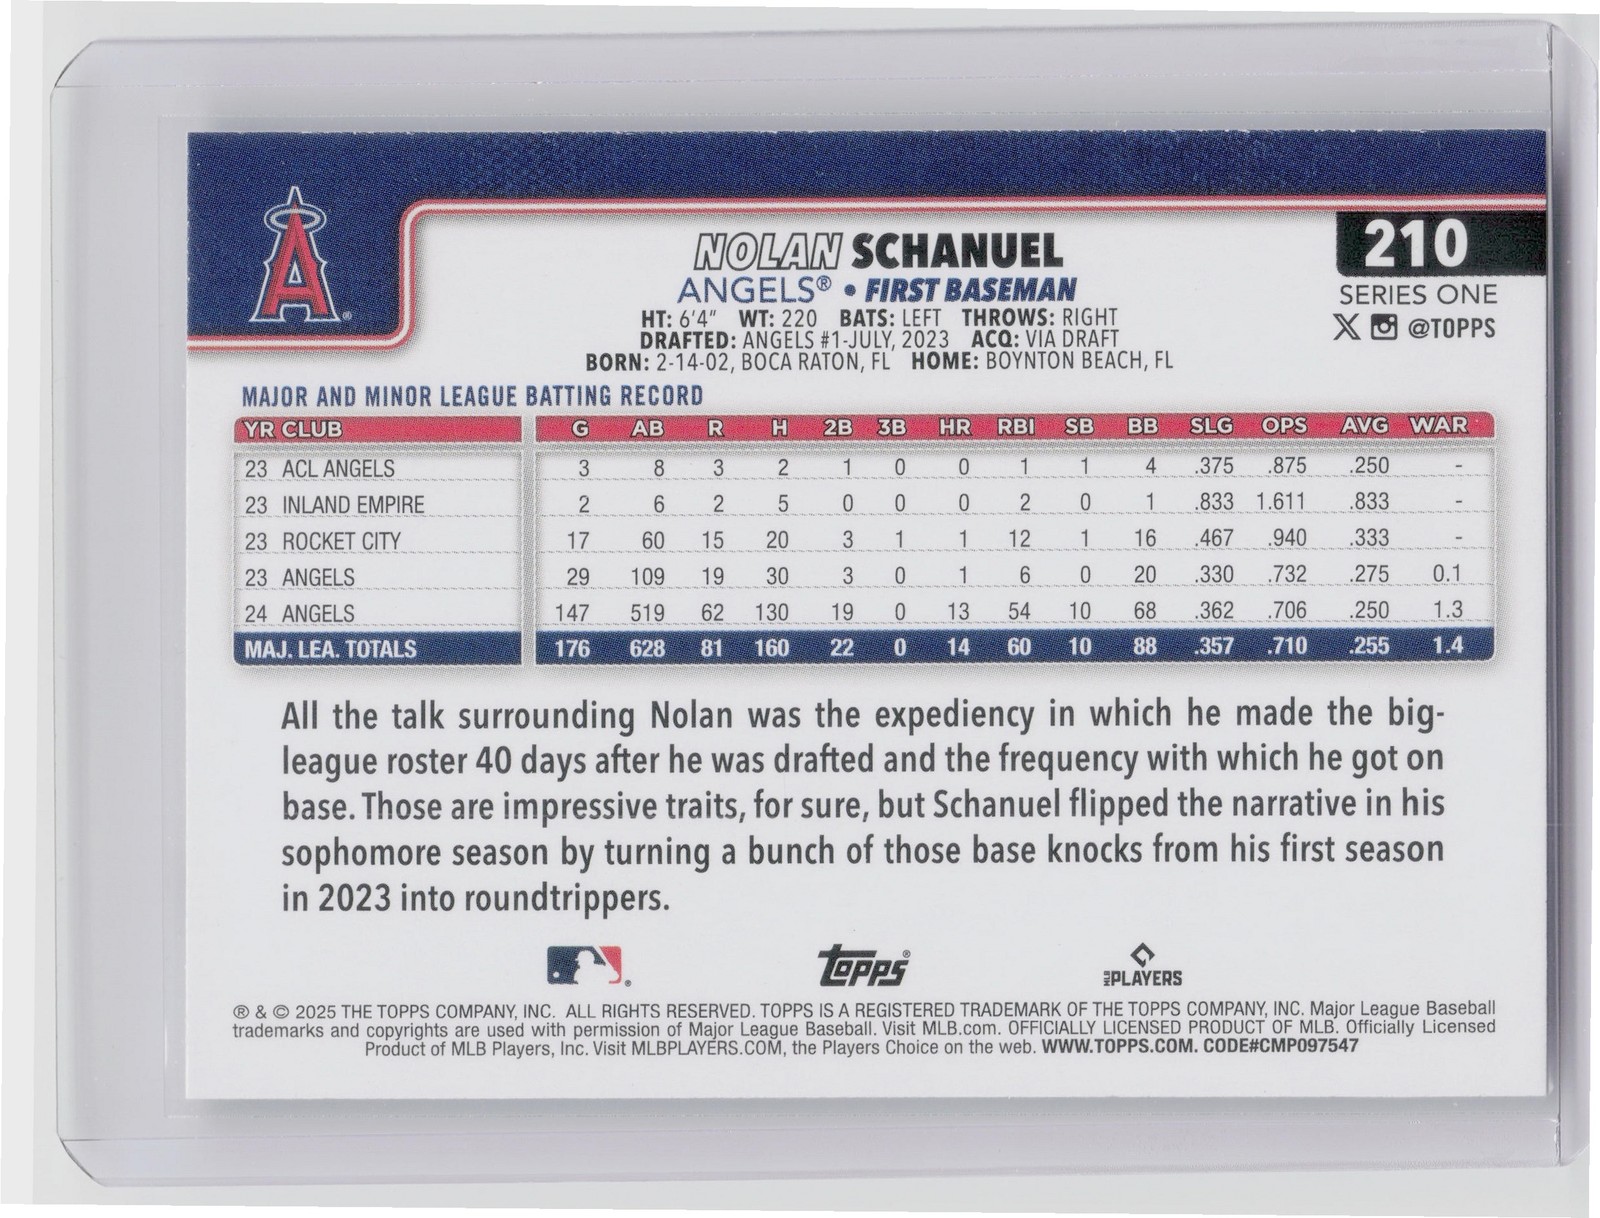 A
NOLAN SCHANUEL
ANGELS® • FIRST BASEMAN
HT: 6'4" WT: 220 BATS: LEFT THROWS: RIGHT
DRAFTED: ANGELS #1-JULY, 2023 ACQ: VIA DRAFT
BORN: 2-14-02, BOCA RATON, FL HOME: BOYNTON BEACH, FL
210
SERIES ONE
X @TOPPS
MAJOR AND MINOR LEAGUE BATTING RECORD
YR CLUB G AB R H 2B 3B HR RBI SB BB SLG OPS AVG WAR
23 ACL ANGELS 3 8 3 2 1 0 0 1 1 4 .375 .875 .250 -
23 INLAND EMPIRE 2 6 2 5 0 0 0 2 0 1 .833 1.611 .833 -
23 ROCKET CITY 17 60 15 20 3 1 1 12 1 16 .467 .940 .333 -
23 ANGELS 29 109 19 30 3 0 1 6 0 20 .330 .732 .275 0.1
24 ANGELS 147 519 62 130 19 0 13 54 10 68 .362 .706 .250 1.3
MAJ. LEA. TOTALS 176 628 81 160 22 0 14 60 10 88 .357 .710 .255 1.4
All the talk surrounding Nolan was the expediency in which he made the big-
league roster 40 days after he was drafted and the frequency with which he got on
base. Those are impressive traits, for sure, but Schanuel flipped the narrative in his
sophomore season by turning a bunch of those base knocks from his first season
in 2023 into roundtrippers.
Topps®
MLB PLAYERS
® & © 2025 THE TOPPS COMPANY, INC. ALL RIGHTS RESERVED. TOPPS IS A REGISTERED TRADEMARK OF THE TOPPS COMPANY, INC. Major League Baseball
trademarks and copyrights are used with permission of Major League Baseball. Visit MLB.com. OFFICIALLY LICENSED PRODUCT OF MLB. Officially Licensed
Product of MLB Players, Inc. Visit MLBPLAYERS.COM, the Players Choice on the web. WWW.TOPPS.COM. CODE#CMP097547